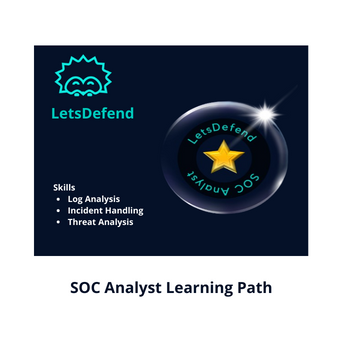 LetsDefend
LetsDefend
SOC Analyst
Skills
• Log Analysis
• Incident Handling
• Threat Analysis
SOC Analyst Learning Path